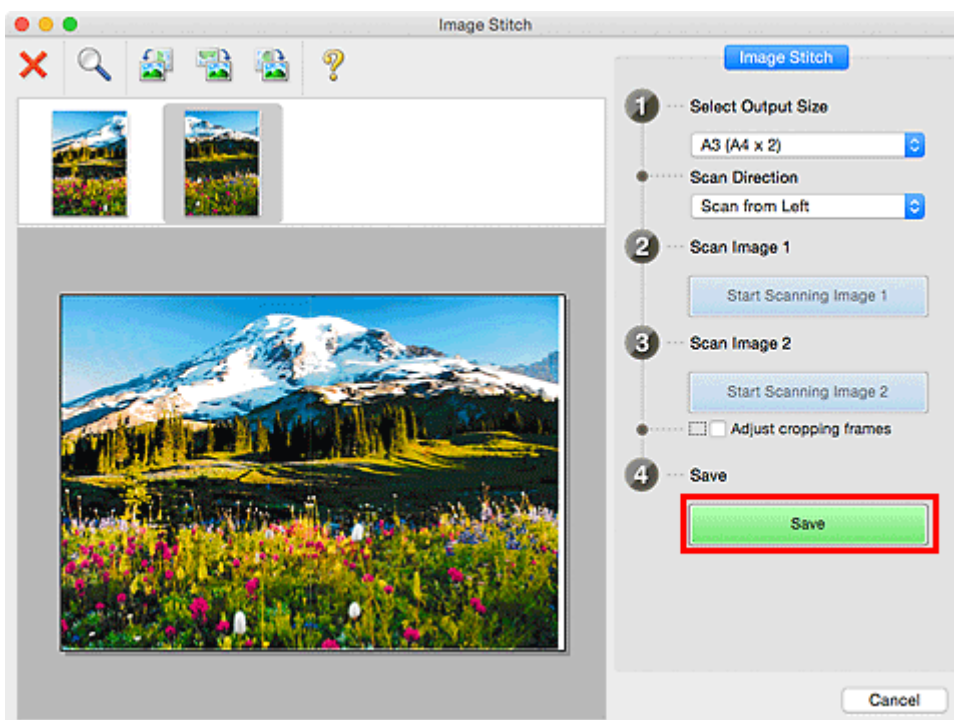 Image Stitch
Image Stitch
1 Select Output Size
A3 (A4 x 2)
Scan Direction
Scan from Left
2 Scan Image 1
Start Scanning Image 1
3 Scan Image 2
Start Scanning Image 2
Adjust cropping frames
4 Save
Save
Cancel